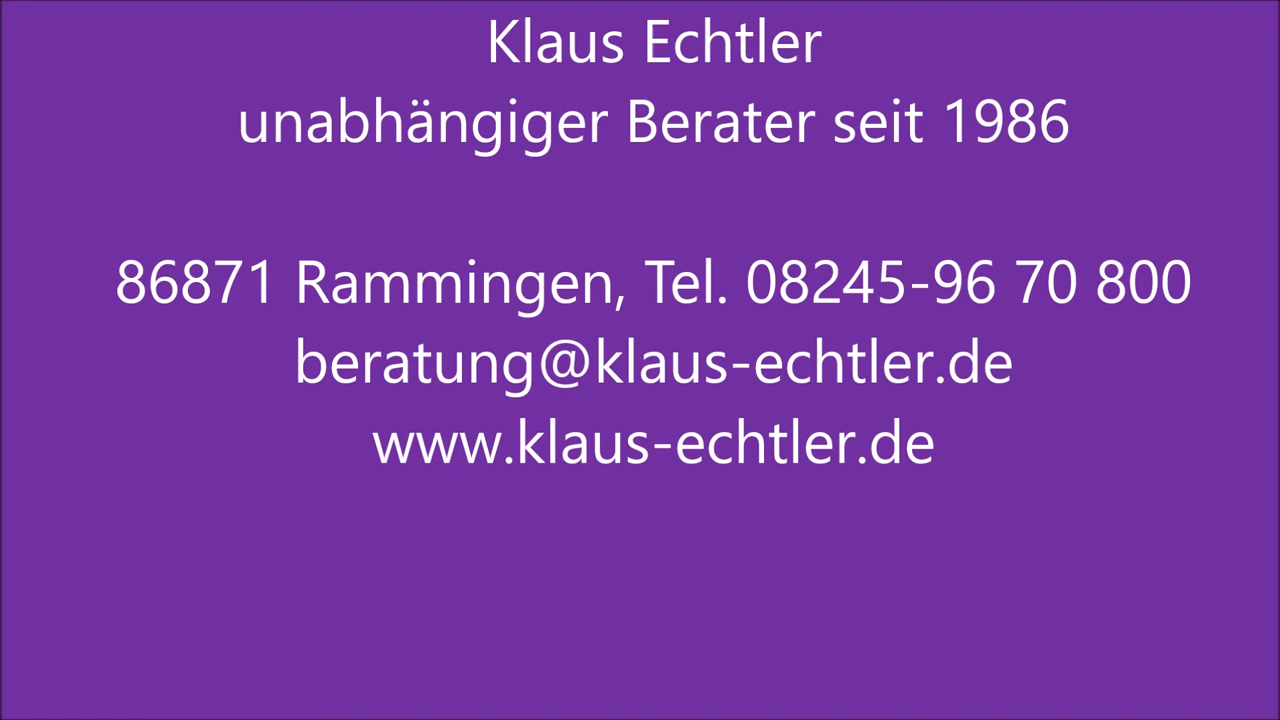 Klaus Echtler
unabhängiger Berater seit 1986
86871 Rammingen, Tel. 08245-96 70 800
beratung@klaus-echtler.de
www.klaus-echtler.de